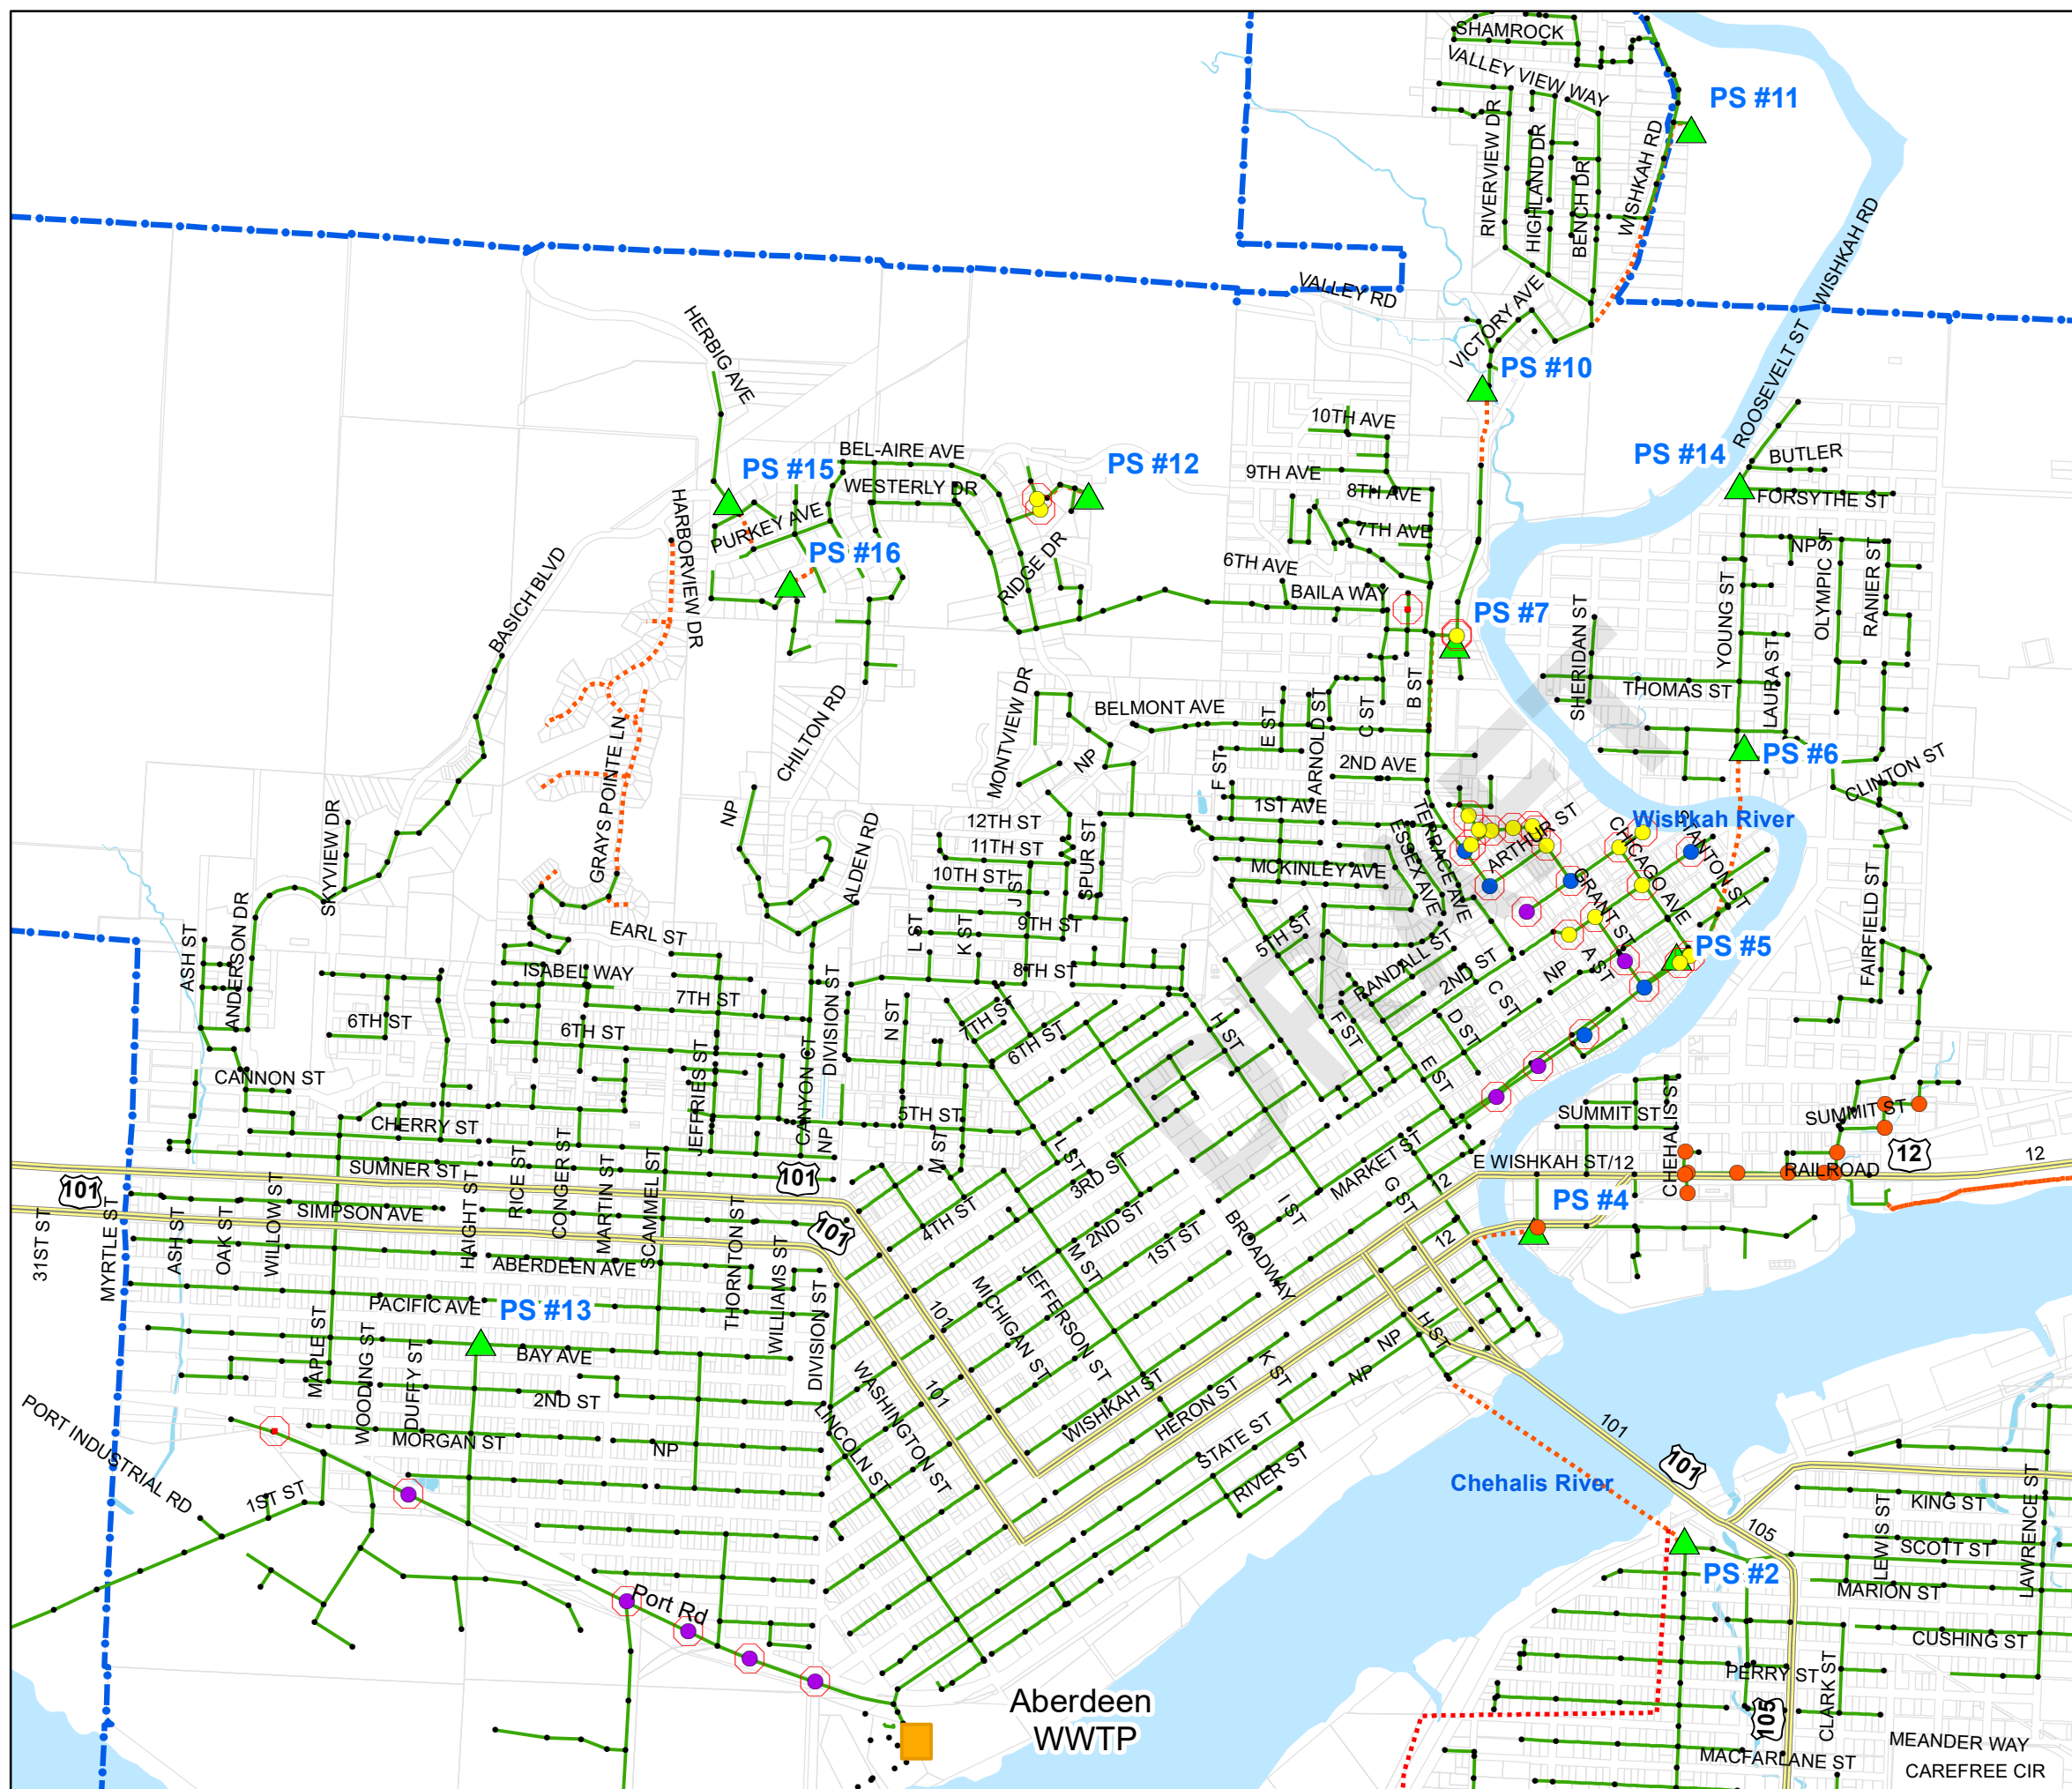 SHAMROCK
VALLEY VIEW WAY
PS #11
RIVERVIEW DR
HIGHLAND DR
BENCH DR
WISHKAH RD
WISHKAH RD
VALLEY RD
VICTORY AVE
HERBIG AVE
ROOSEVELT ST
PS #10
10TH AVE
BEL-AIRE AVE
PS #15
PS #12
PS #14
BUTLER
9TH AVE
8TH AVE
WESTERLY DR
FORSYTHE ST
HARBORVIEW DR
PURKEY AVE
7TH AVE
NP
OLYMPIC ST
RANIER ST
PS #16
6TH AVE
BASICH BLVD
RIDGE DR
BAILA WAY
PS #7
YOUNG ST
SHERIDAN ST
LAURA ST
THOMAS ST
MONTVIEW DR
BELMONT AVE
E ST
ARNOLD ST
C ST
B ST
CHILTON RD
GRAYS POINTE LN
NP
F ST
2ND AVE
PS #6
CLINTON ST
1ST AVE
NP
12TH ST
11TH ST
SKYVIEW DR
SPUR ST
ESSEX AVE
TERRACE AVE
ARTHUR ST
CHICAGO AVE
Wishkah River
STANTON ST
ALDEN RD
10TH ST
J ST
MCKINLEY AVE
GRANT ST
FAIRFIELD ST
ANDERSON DR
ASH ST
EARL ST
L ST
K ST
9TH ST
5TH ST
RANDALL ST
PS #5
ISABEL WAY
8TH ST
2ND ST
NP
A ST
7TH ST
DIVISION ST
N ST
7TH ST
C ST
6TH ST
6TH ST
6TH ST
H ST
F ST
D ST
DRAFT
JEFFRIES ST
CANYON CT
CANNON ST
E ST
CHEHALIS ST
SUMMIT ST
SUMMIT ST
CHERRY ST
5TH ST
NP
M ST
SUMNER ST
101
L ST
3RD ST
MARKET ST
E WISHKAH ST/12
RAILROAD
12
12
101
ASH ST
OAK ST
WILLOW ST
SIMPSON AVE
HAIGHT ST
RICE ST
CONGER ST
MARTIN ST
SCAMMEL ST
101
4TH ST
2ND ST
I ST
G ST
12
PS #4
31ST ST
MYRTLE ST
ABERDEEN AVE
THORNTON ST
WILLIAMS ST
1ST ST
BROADWAY
12
M ST
PACIFIC AVE
PS #13
DIVISION ST
101
MICHIGAN ST
JEFFERSON ST
MAPLE ST
WOODING ST
DUFFY ST
BAY AVE
H ST
NP
NP
K ST
2ND ST
WASHINGTON ST
101
WISHKAH ST
HERON ST
STATE ST
LINCOLN ST
PORT INDUSTRIAL RD
MORGAN ST
NP
RIVER ST
101
101
Chehalis River
1ST ST
LEWIS ST
KING ST
LAWRENCE ST
105
SCOTT ST
PS #2
MARION ST
Port Rd
CUSHING ST
PERRY ST
CLARK ST
Aberdeen
WWTP
105
MACFARLANE ST
MEANDER WAY
CAREFREE CIR